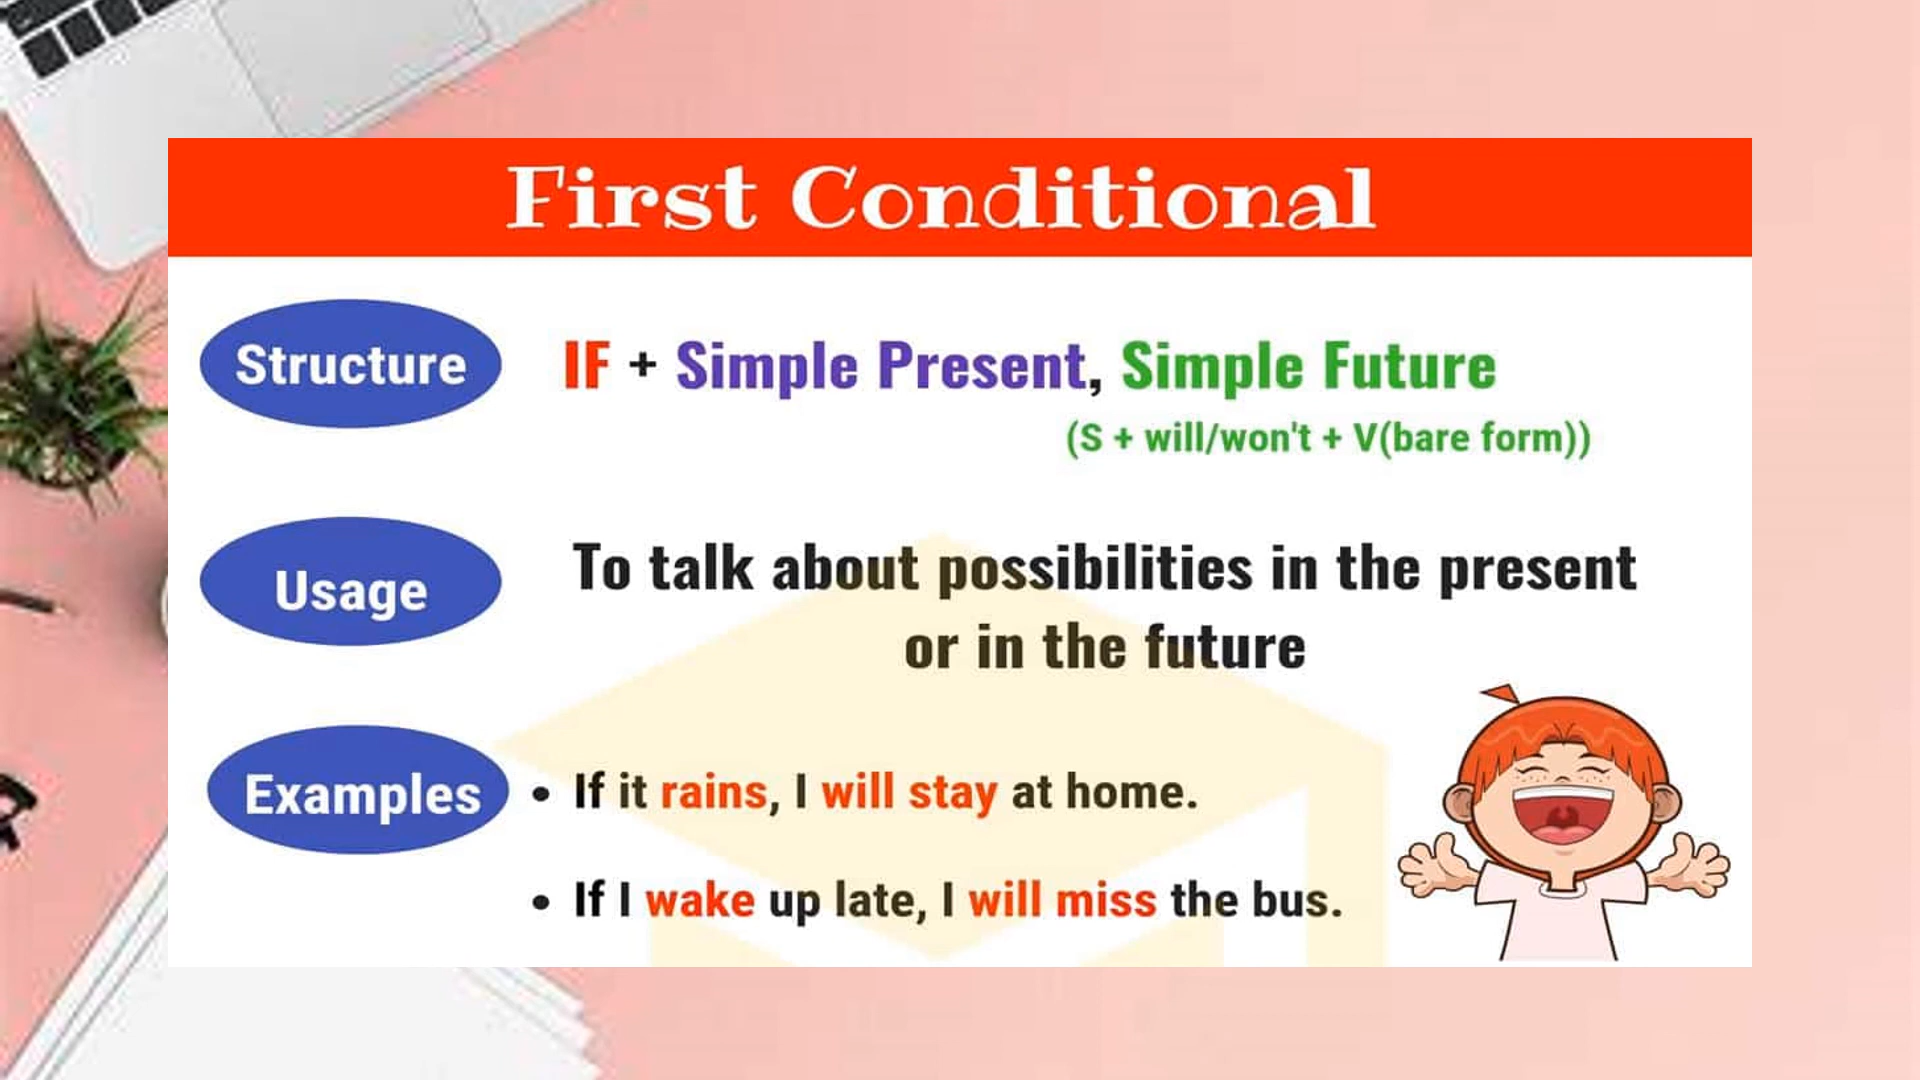 First Conditional
Structure
IF + Simple Present, Simple Future
(S + will/won't + V(bare form))
Usage
To talk about possibilities in the present
or in the future
Examples
• If it rains, I will stay at home.
• If I wake up late, I will miss the bus.